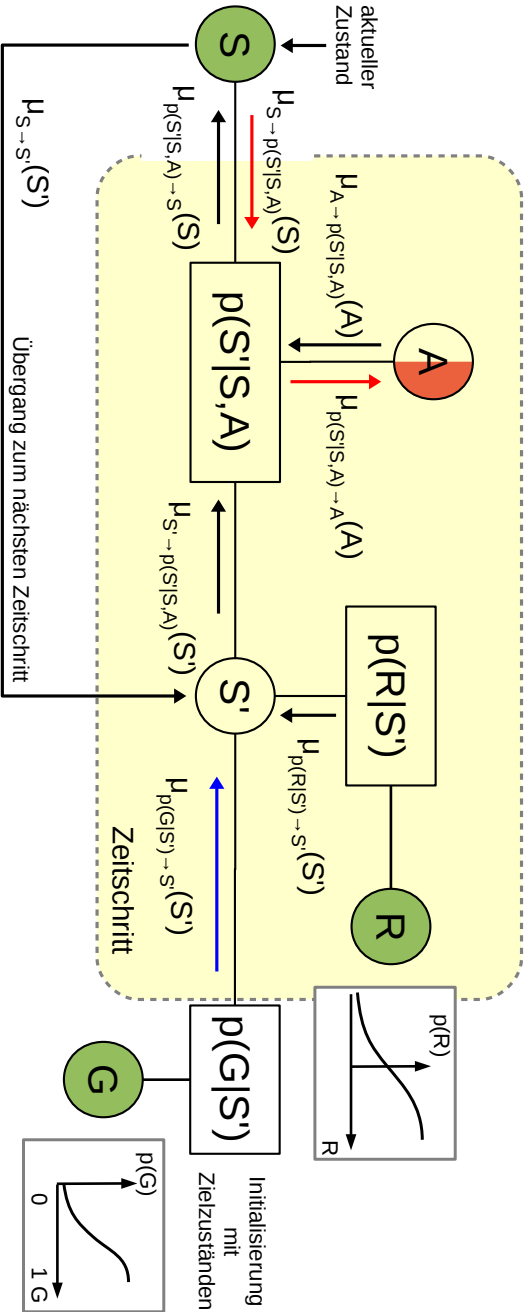 aktueller
Zustand
S
μS→p(S'|S,A)(S)
μp(S'|S,A)→S(S)
μS→S'(S')
A
μA→p(S'|S,A)(A)
μp(S'|S,A)→A(A)
p(S'|S,A)
μS'→p(S'|S,A)(S')
Übergang zum nächsten Zeitschritt
p(R|S')
S'
μp(R|S')→S'(S')
R
μp(G|S')→S'(S')
Zeitschritt
p(R)
R
p(G|S')
G
Initialisierung
mit
Zielzuständen
p(G)
0
1 G